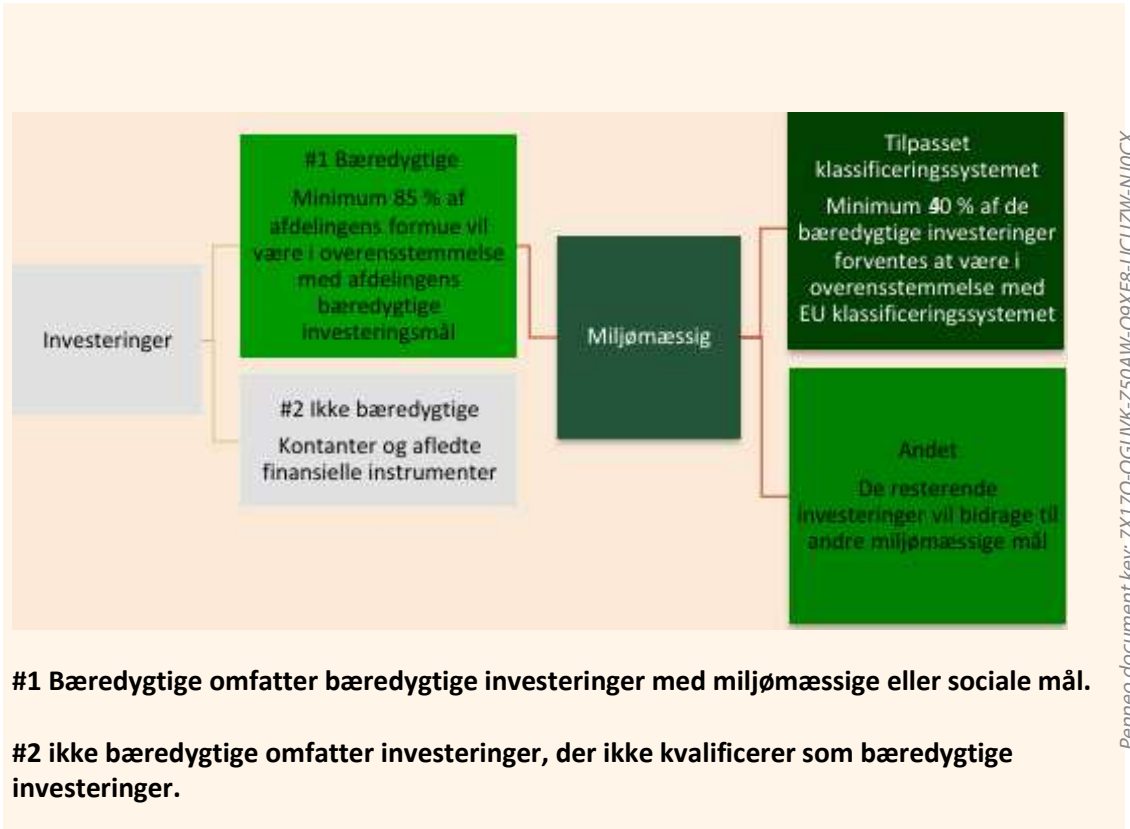 Investeringer
#1 Bæredygtige
Minimum 85 % af
afdelingens formue vil
være i overensstemmelse
med afdelingens
bæredygtige
investeringsmål
#2 Ikke bæredygtige
Kontanter og afledte
finansielle instrumenter
Miljømæssig
Tilpasset
klassificeringssystemet
Minimum % af de
bæredygtige investeringer
forventes at være i
overensstemmelse med
EU klassificeringssystemet
Andet
De resterende
investeringer vil bidrage til
andre miljømæssige mål
#1 Bæredygtige omfatter bæredygtige investeringer med miljømæssige eller sociale mål.
#2 ikke bæredygtige omfatter investeringer, der ikke kvalificerer som bæredygtige
investeringer.
Penneo document key: